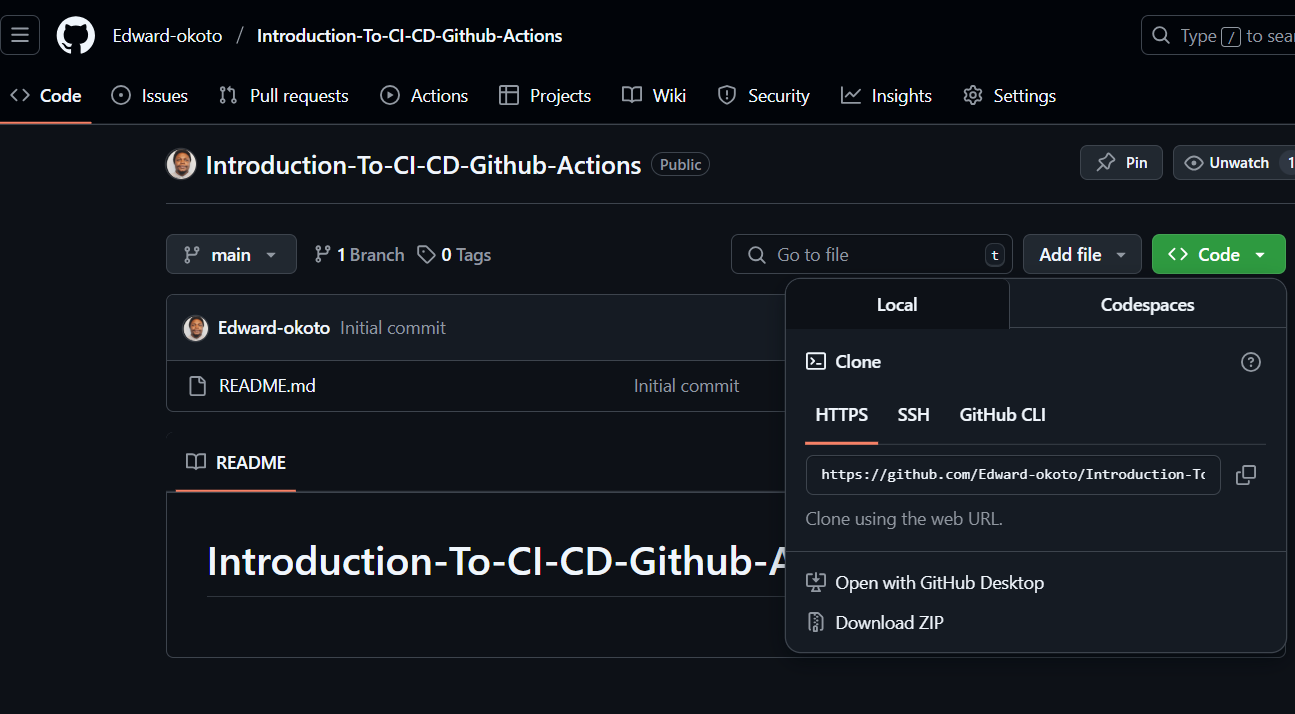 Edward-okoto / Introduction-To-CI-CD-Github-Actions
Type / to sear
Code Issues Pull requests Actions Projects Wiki Security Insights Settings
Introduction-To-CI-CD-Github-Actions Public
Pin Unwatch 1
main 1 Branch 0 Tags
Go to file t Add file Code
Local Codespaces
Edward-okoto Initial commit
Clone
README.md Initial commit
HTTPS SSH GitHub CLI
README
https://github.com/Edward-okoto/Introduction-To
Clone using the web URL.
Introduction-To-CI-CD-Github-A
Open with GitHub Desktop
Download ZIP